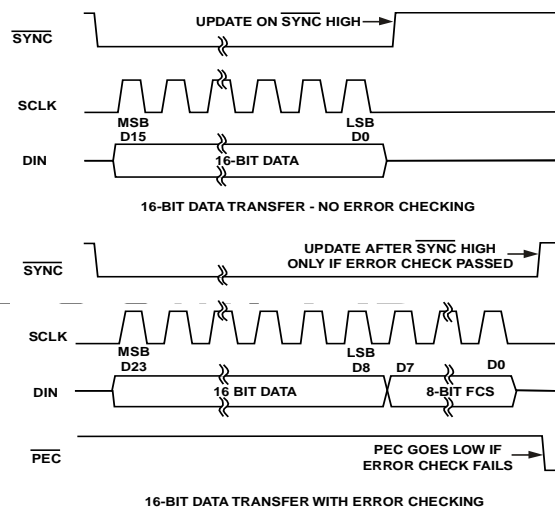 UPDATE ON SYNC HIGH
SYNC
SCLK
MSB LSB
D15 D0
DIN
16-BIT DATA
16-BIT DATA TRANSFER - NO ERROR CHECKING
UPDATE AFTER SYNC HIGH
ONLY IF ERROR CHECK PASSED
SYNC
SCLK
MSB LSB
D23 D8 D7 D0
DIN
16 BIT DATA 8-BIT FCS
PEC
PEC GOES LOW IF
ERROR CHECK FAILS
16-BIT DATA TRANSFER WITH ERROR CHECKING